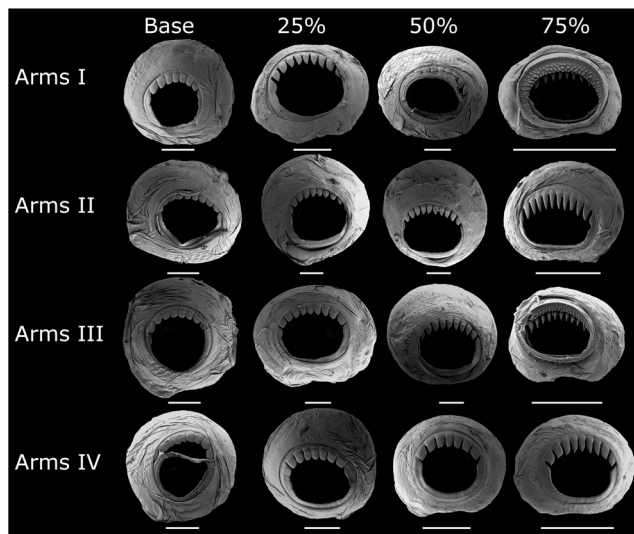 Base 25% 50% 75%
Arms I
Arms II
Arms III
Arms IV